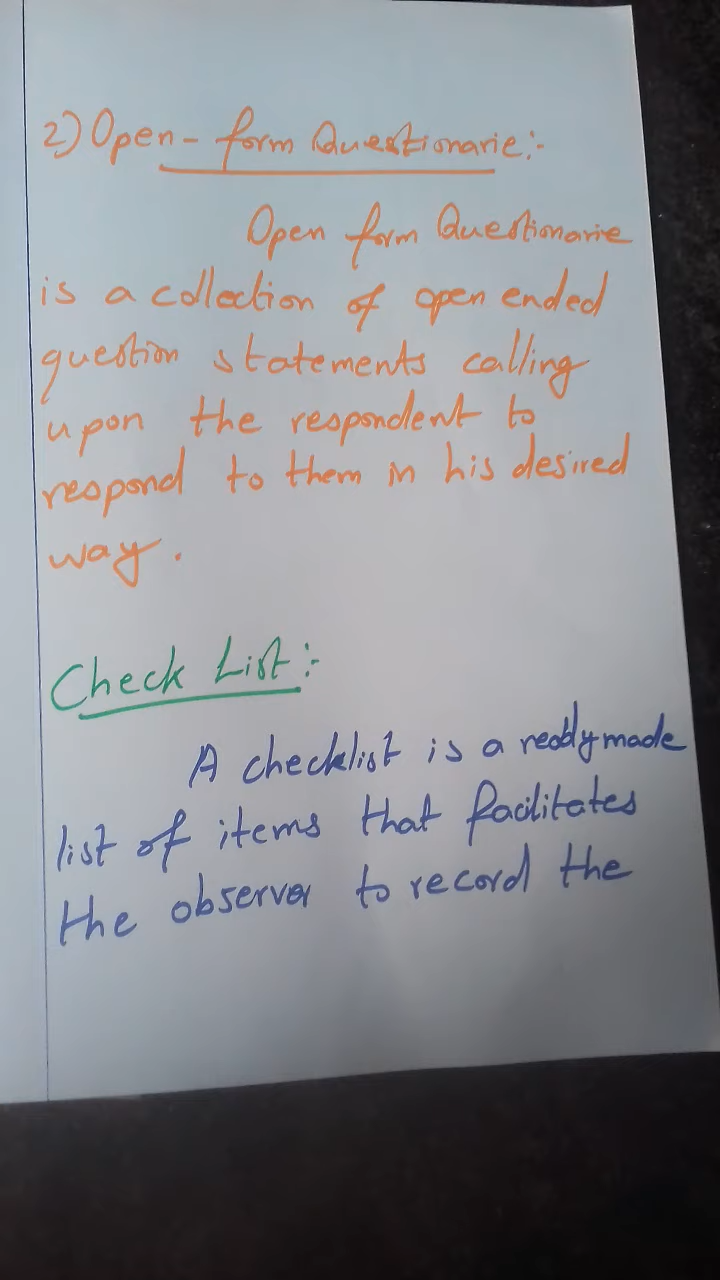 2) Open - form Questionarie :-
Open form Questionarie
is a collection of open ended
question statements calling
upon the respondent to
respond to them in his desired
way.
Check List :-
A checklist is a readymade
list of items that facilitates
the observer to record the